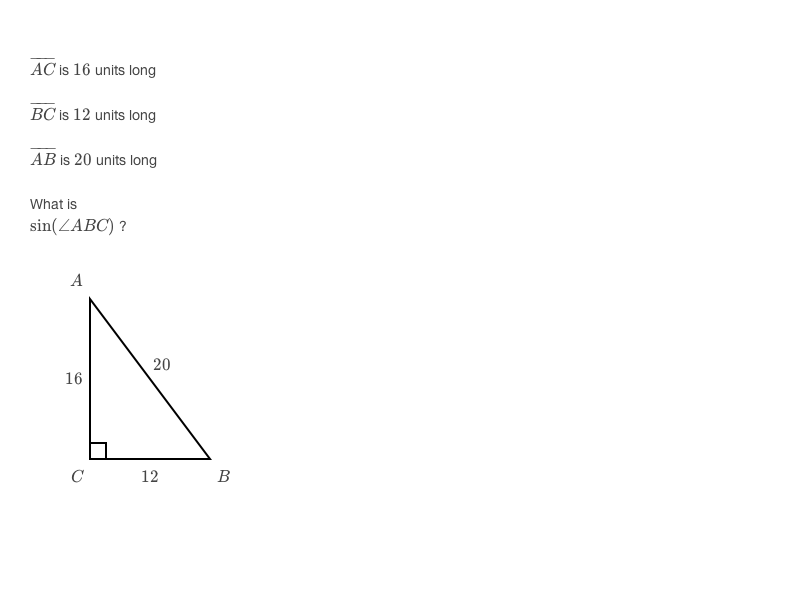 AC is 16 units long
BC is 12 units long
AB is 20 units long
What is
sin(∠ABC) ?
A
20
16
C
12
B